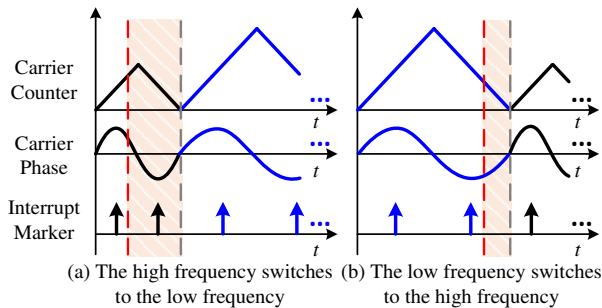 Carrier
Counter
... ...
t t
Carrier
Phase
... ...
t t
Interrupt
Marker
... ...
t t
(a) The high frequency switches
to the low frequency
(b) The low frequency switches
to the high frequency